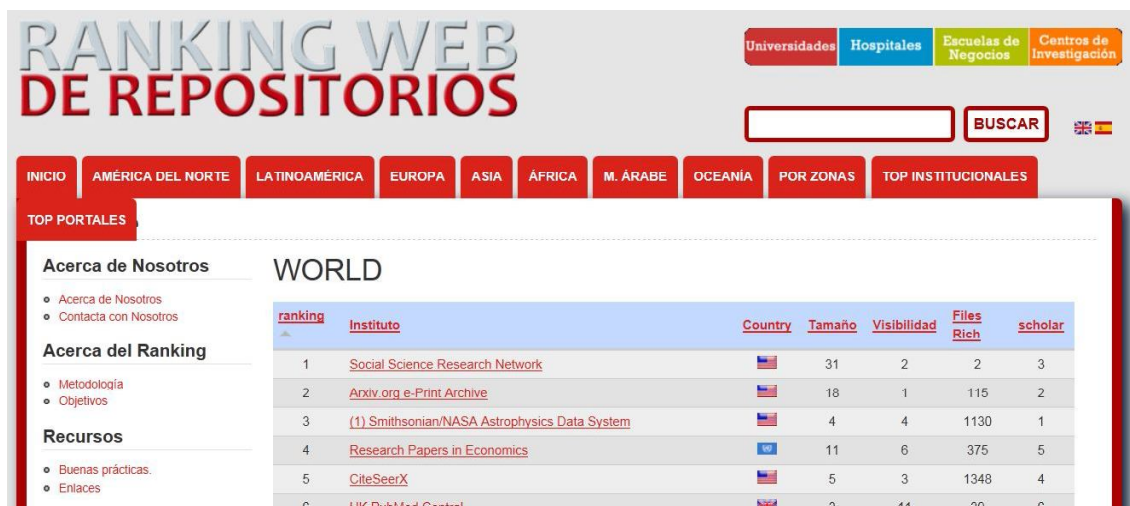 RANKING WEB
DE REPOSITORIOS
Universidades Hospitales Escuelas de Negocios Centros de Investigación
BUSCAR
INICIO AMÉRICA DEL NORTE LATINOAMÉRICA EUROPA ASIA ÁFRICA M. ÁRABE OCEANÍA POR ZONAS TOP INSTITUCIONALES
TOP PORTALES
Acerca de Nosotros
Acerca de Nosotros
Contacta con Nosotros
Acerca del Ranking
Metodología
Objetivos
Recursos
Buenas prácticas.
Enlaces
WORLD
ranking Instituto Country Tamaño Visibilidad Files Rich scholar
1 Social Science Research Network 31 2 2 3
2 Arxiv.org e-Print Archive 18 1 115 2
3 (1) Smithsonian/NASA Astrophysics Data System 4 4 1130 1
4 Research Papers in Economics 11 6 375 5
5 CiteSeerX 5 3 1348 4